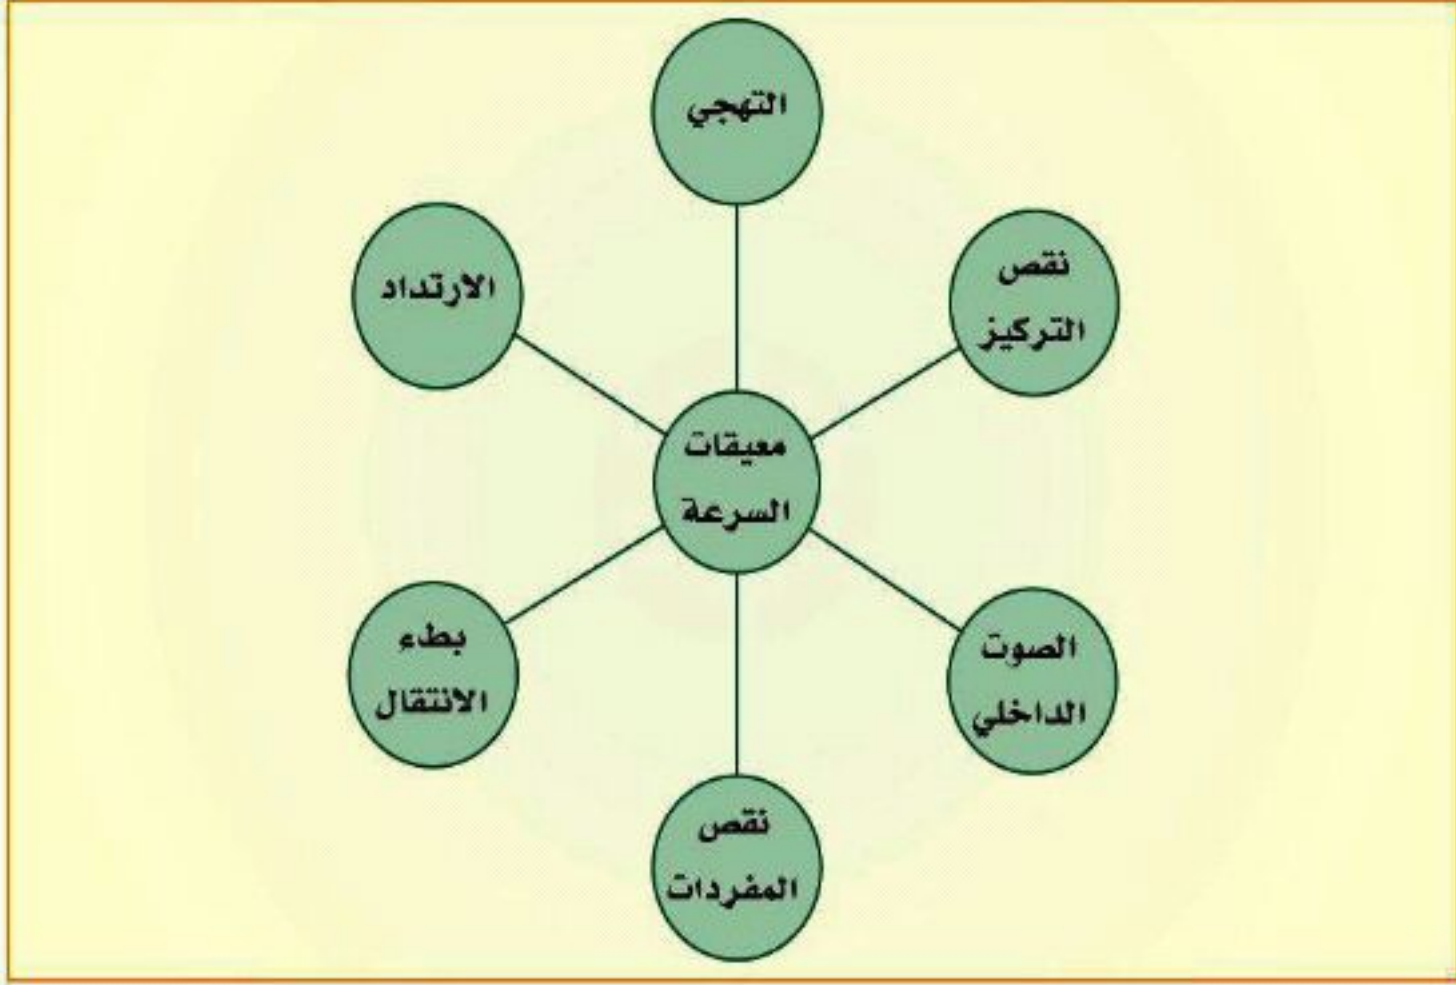 التهجي
نقص
التركيز
الارتداد
معيقات
السرعة
الصوت
الداخلي
بطء
الانتقال
نقص
المفردات